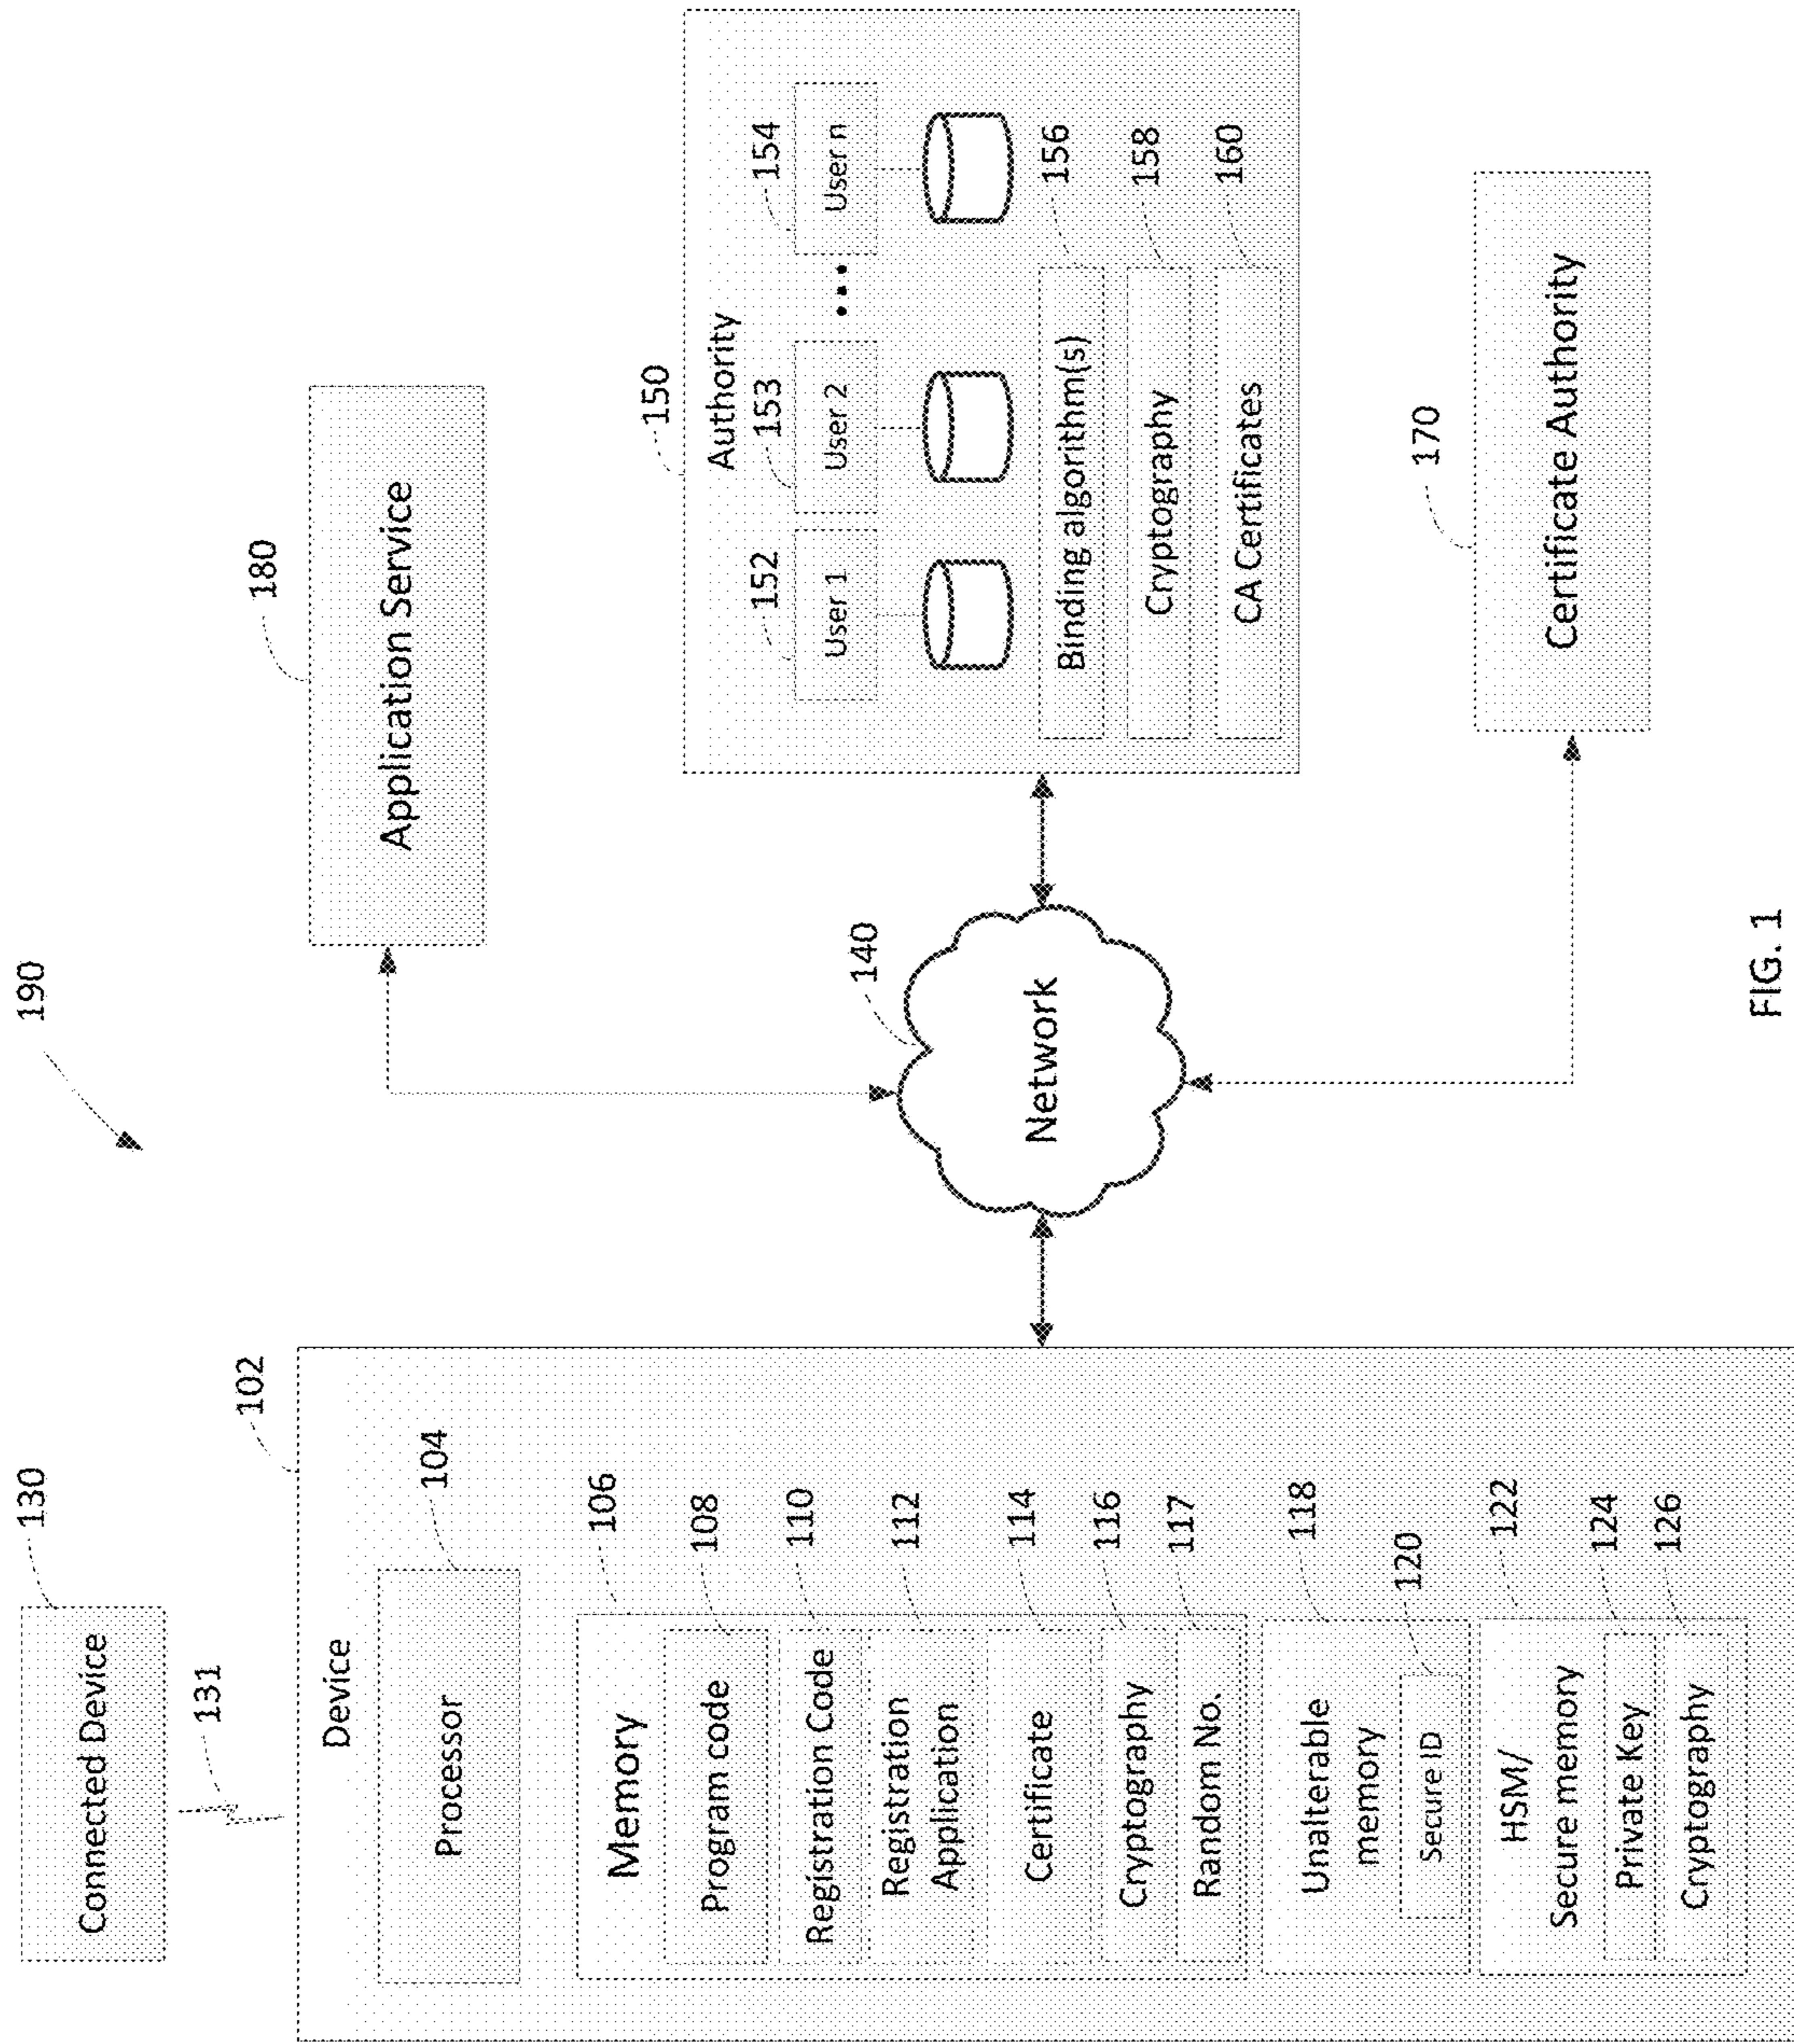 190
130
Connected Device
131
102
Device
104
Processor
106
Memory
108
Program code
110
Registration Code
112
Registration
Application
114
Certificate
116
Cryptography
117
Random No.
118
Unalterable
memory
120
Secure ID
122
HSM/
Secure memory
124
Private Key
126
Cryptography
140
Network
180
Application Service
150
Authority
152
153
154
User 1
User 2
•••
User n
156
Binding algorithm(s)
158
Cryptography
160
CA Certificates
170
Certificate Authority
FIG. 1